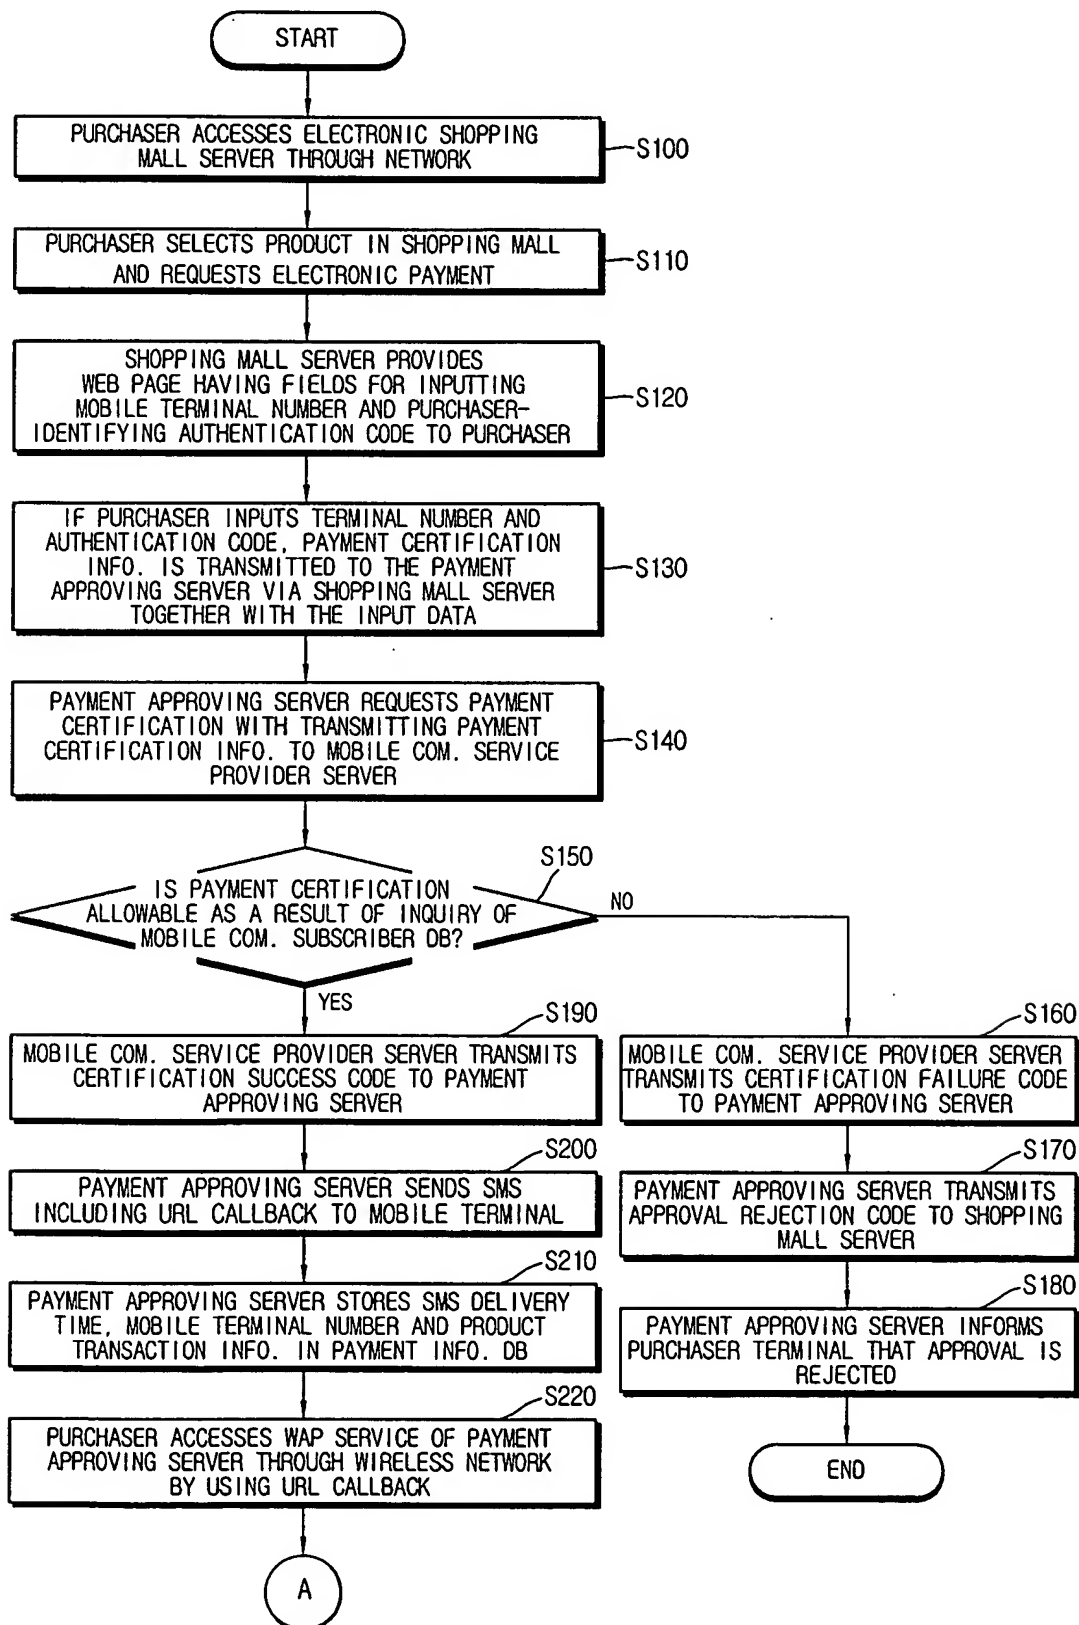 START
PURCHASER ACCESSES ELECTRONIC SHOPPING
MALL SERVER THROUGH NETWORK
S100
PURCHASER SELECTS PRODUCT IN SHOPPING MALL
AND REQUESTS ELECTRONIC PAYMENT
S110
SHOPPING MALL SERVER PROVIDES
WEB PAGE HAVING FIELDS FOR INPUTTING
MOBILE TERMINAL NUMBER AND PURCHASER-
IDENTIFYING AUTHENTICATION CODE TO PURCHASER
S120
IF PURCHASER INPUTS TERMINAL NUMBER AND
AUTHENTICATION CODE, PAYMENT CERTIFICATION
INFO. IS TRANSMITTED TO THE PAYMENT
APPROVING SERVER VIA SHOPPING MALL SERVER
TOGETHER WITH THE INPUT DATA
S130
PAYMENT APPROVING SERVER REQUESTS PAYMENT
CERTIFICATION WITH TRANSMITTING PAYMENT
CERTIFICATION INFO. TO MOBILE COM. SERVICE
PROVIDER SERVER
S140
S150
IS PAYMENT CERTIFICATION
ALLOWABLE AS A RESULT OF INQUIRY OF
MOBILE COM. SUBSCRIBER DB?
NO
YES
S190
MOBILE COM. SERVICE PROVIDER SERVER TRANSMITS
CERTIFICATION SUCCESS CODE TO PAYMENT
APPROVING SERVER
S200
PAYMENT APPROVING SERVER SENDS SMS
INCLUDING URL CALLBACK TO MOBILE TERMINAL
S210
PAYMENT APPROVING SERVER STORES SMS DELIVERY
TIME, MOBILE TERMINAL NUMBER AND PRODUCT
TRANSACTION INFO. IN PAYMENT INFO. DB
S220
PURCHASER ACCESSES WAP SERVICE OF PAYMENT
APPROVING SERVER THROUGH WIRELESS NETWORK
BY USING URL CALLBACK
A
S160
MOBILE COM. SERVICE PROVIDER SERVER
TRANSMITS CERTIFICATION FAILURE CODE
TO PAYMENT APPROVING SERVER
S170
PAYMENT APPROVING SERVER TRANSMITS
APPROVAL REJECTION CODE TO SHOPPING
MALL SERVER
S180
PAYMENT APPROVING SERVER INFORMS
PURCHASER TERMINAL THAT APPROVAL IS
REJECTED
END